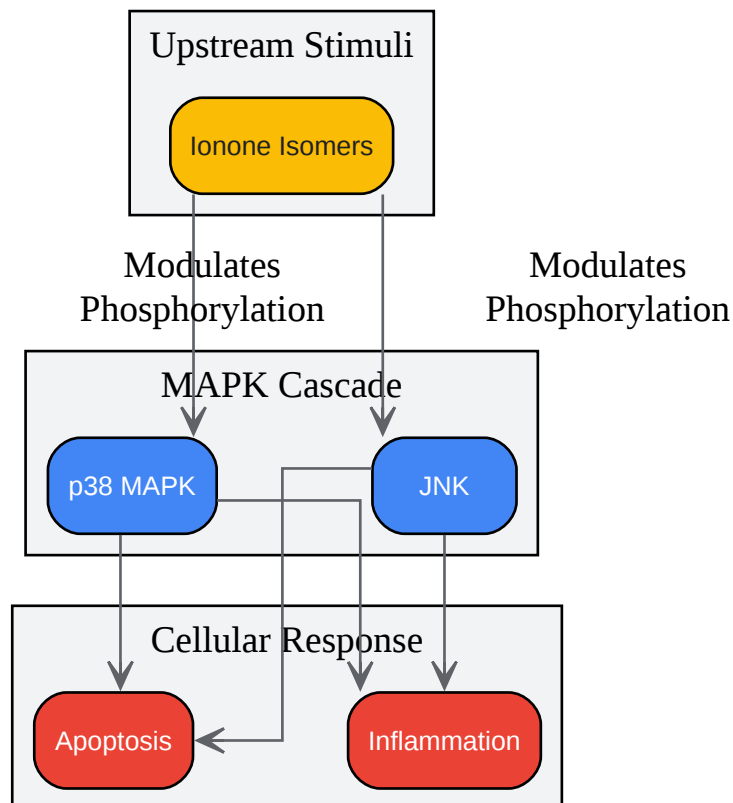 Upstream Stimuli
Ionone Isomers
Modulates
Phosphorylation
Modulates
Phosphorylation
MAPK Cascade
p38 MAPK
JNK
Cellular Response
Apoptosis
Inflammation